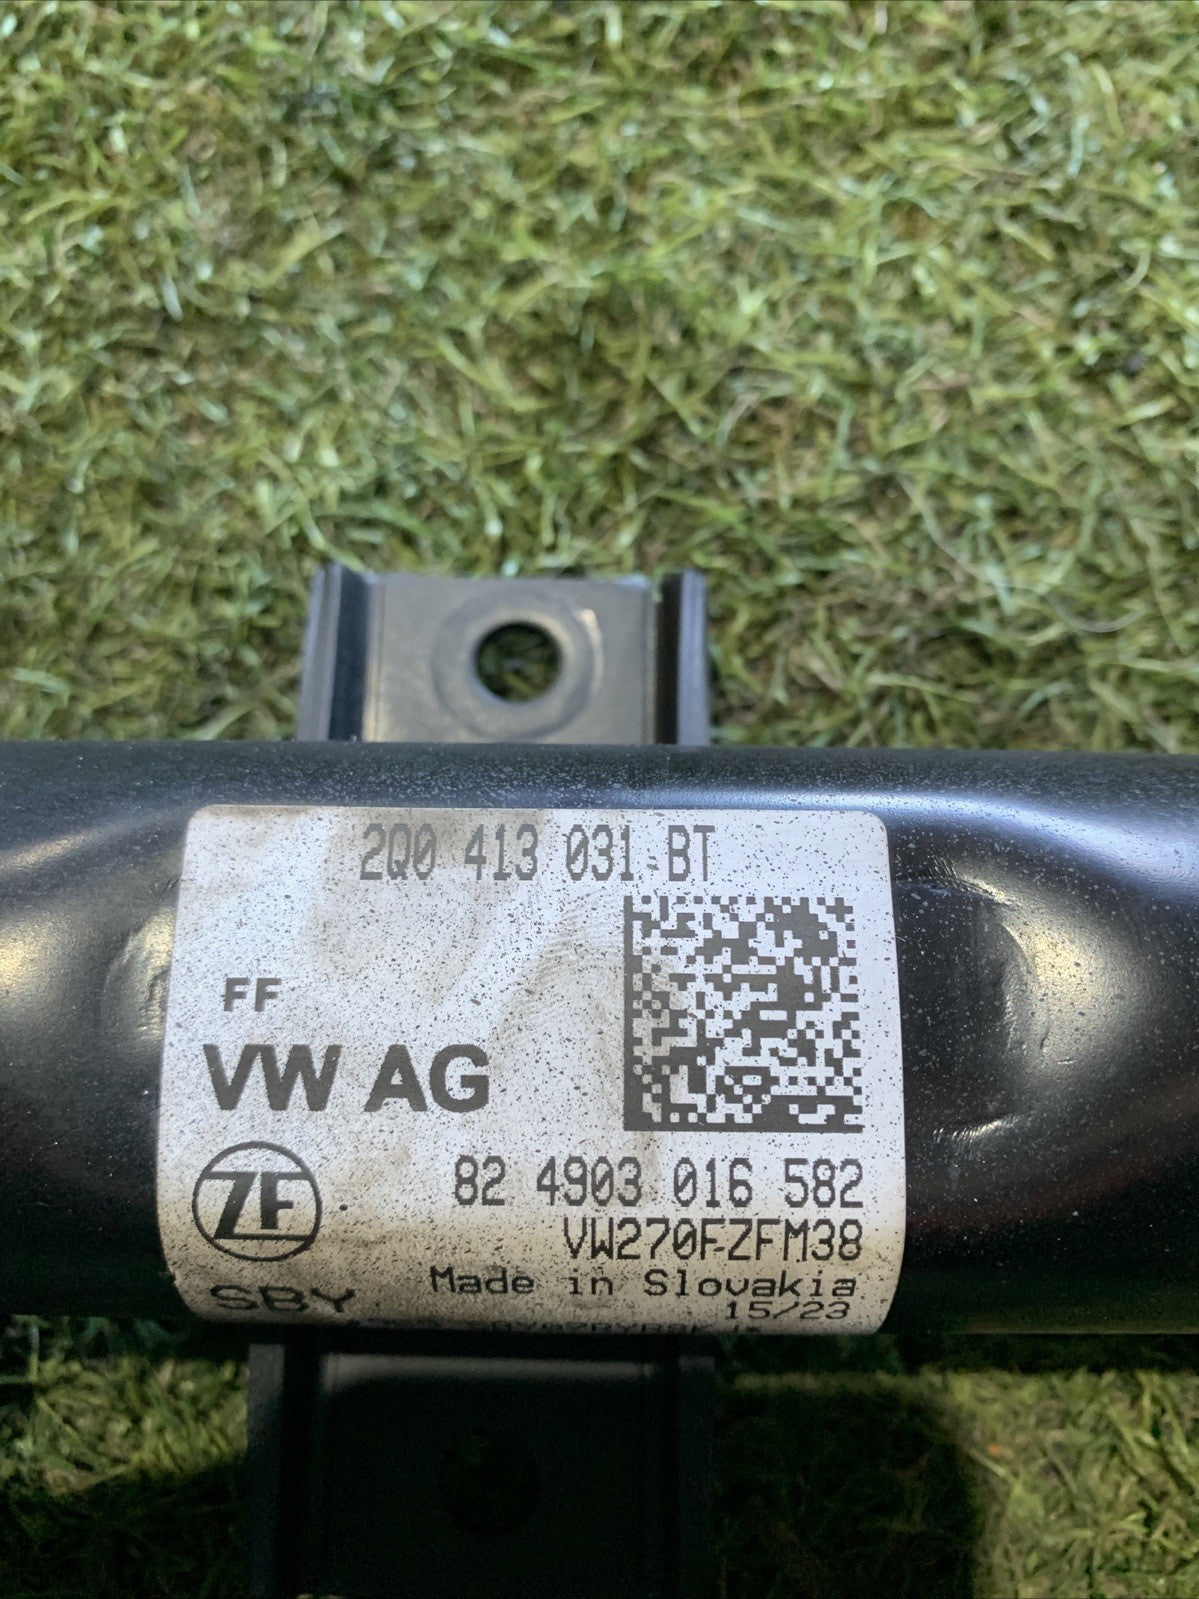 2Q0 413 031 BT
FF
VW AG
ZF
82 4903 016 582
VW270FZFM38
Made in Slovakia
SBY
15/23